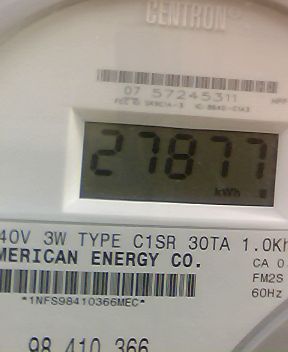 CENTRON®
07 57245311
27877
kWh
40V 3W TYPE C1SR 30TA 1.0Kh
MERICAN ENERGY CO.
CA 0
FM2S
*1NFS98410366MEC*
60Hz
98 410 366